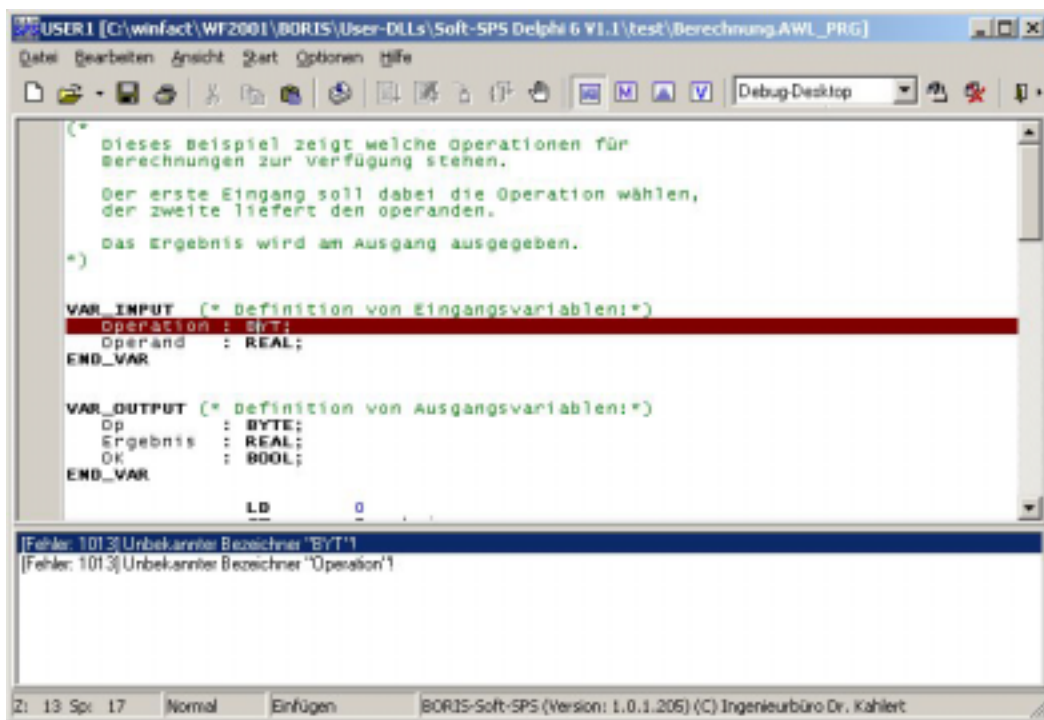 USER1 [C:\winfact\WF2001\BORIS\User-DLLs\Soft-SPS Delphi 6 V1.1\test\Berechnung.AWL_PRG]
Datei Bearbeiten Ansicht Start Optionen Hilfe
M V Debug-Desktop
(*
Dieses Beispiel zeigt welche Operationen für
Berechnungen zur Verfügung stehen.
Der erste Eingang soll dabei die Operation wählen,
der zweite liefert den operanden.
Das Ergebnis wird am Ausgang ausgegeben.
*)
VAR_INPUT (* Definition von Eingangsvariablen:*)
Operation : BYT;
Operand : REAL;
END_VAR
VAR_OUTPUT (* Definition von Ausgangsvariablen:*)
Op : BYTE;
Ergebnis : REAL;
OK : BOOL;
END_VAR
LD 0
[Fehler: 1013] Unbekannter Bezeichner "BYT"!
[Fehler: 1013] Unbekannter Bezeichner "Operation"!
Z: 13 Sp: 17 Normal Einfügen BORIS-Soft-SPS (Version: 1.0.1.205) (C) Ingenieurbüro Dr. Kahlert